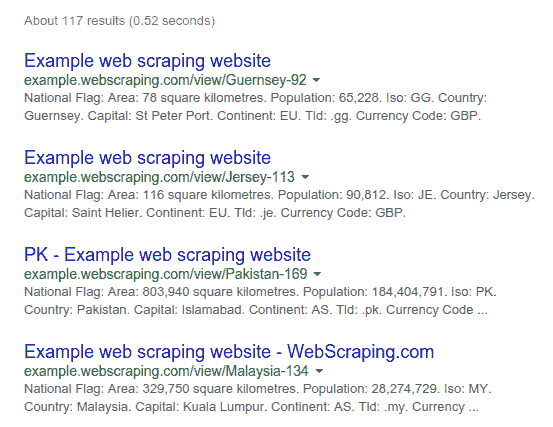 About 117 results (0.52 seconds)
Example web scraping website
example.webscraping.com/view/Guernsey-92
National Flag: Area: 78 square kilometres. Population: 65,228. Iso: GG. Country:
Guernsey. Capital: St Peter Port. Continent: EU. Tld: .gg. Currency Code: GBP.
Example web scraping website
example.webscraping.com/view/Jersey-113
National Flag: Area: 116 square kilometres. Population: 90,812. Iso: JE. Country: Jersey.
Capital: Saint Helier. Continent: EU. Tld: .je. Currency Code: GBP.
PK - Example web scraping website
example.webscraping.com/view/Pakistan-169
National Flag: Area: 803,940 square kilometres. Population: 184,404,791. Iso: PK.
Country: Pakistan. Capital: Islamabad. Continent: AS. Tld: .pk. Currency Code ...
Example web scraping website - WebScraping.com
example.webscraping.com/view/Malaysia-134
National Flag: Area: 329,750 square kilometres. Population: 28,274,729. Iso: MY.
Country: Malaysia. Capital: Kuala Lumpur. Continent: AS. Tld: .my. Currency ...